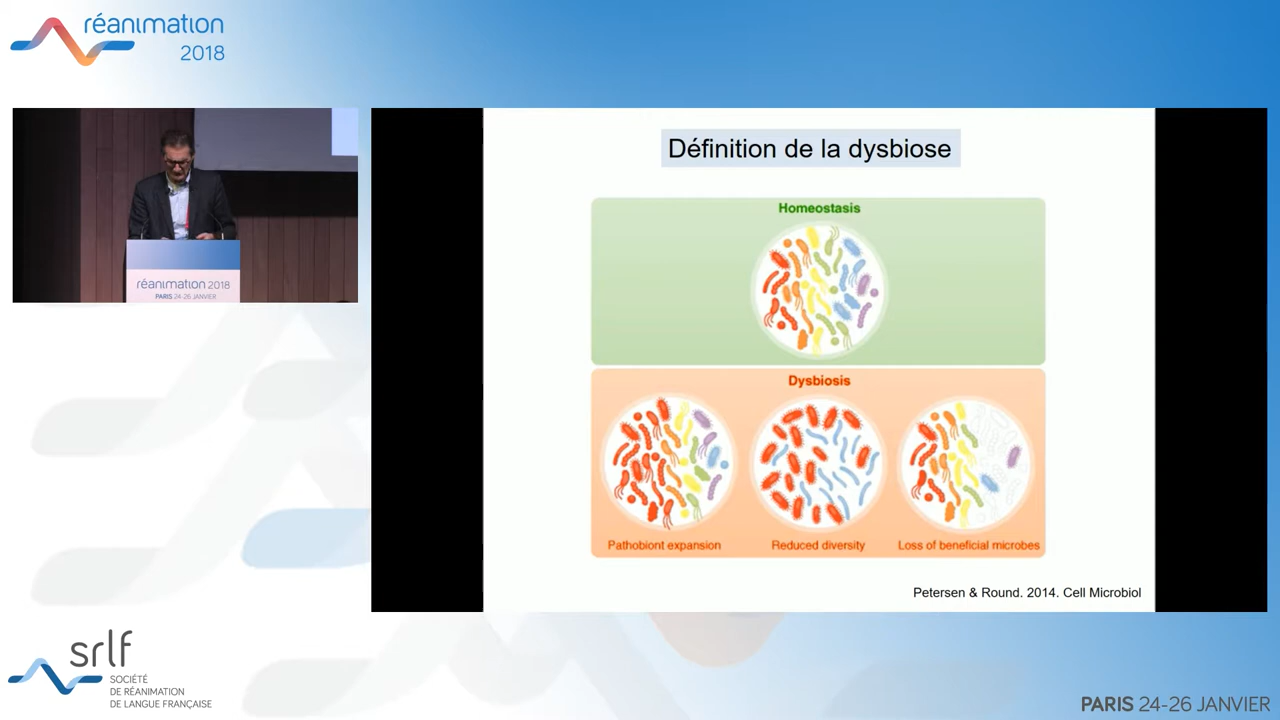 réanimation
2018
réanimation 2018
PARIS 24-26 JANVIER
Définition de la dysbiose
Homeostasis
Dysbiosis
Pathobiont expansion
Reduced diversity
Loss of beneficial microbes
Petersen & Round. 2014. Cell Microbiol
srlf
SOCIÉTÉ
DE RÉANIMATION
DE LANGUE FRANÇAISE
PARIS 24-26 JANVIER